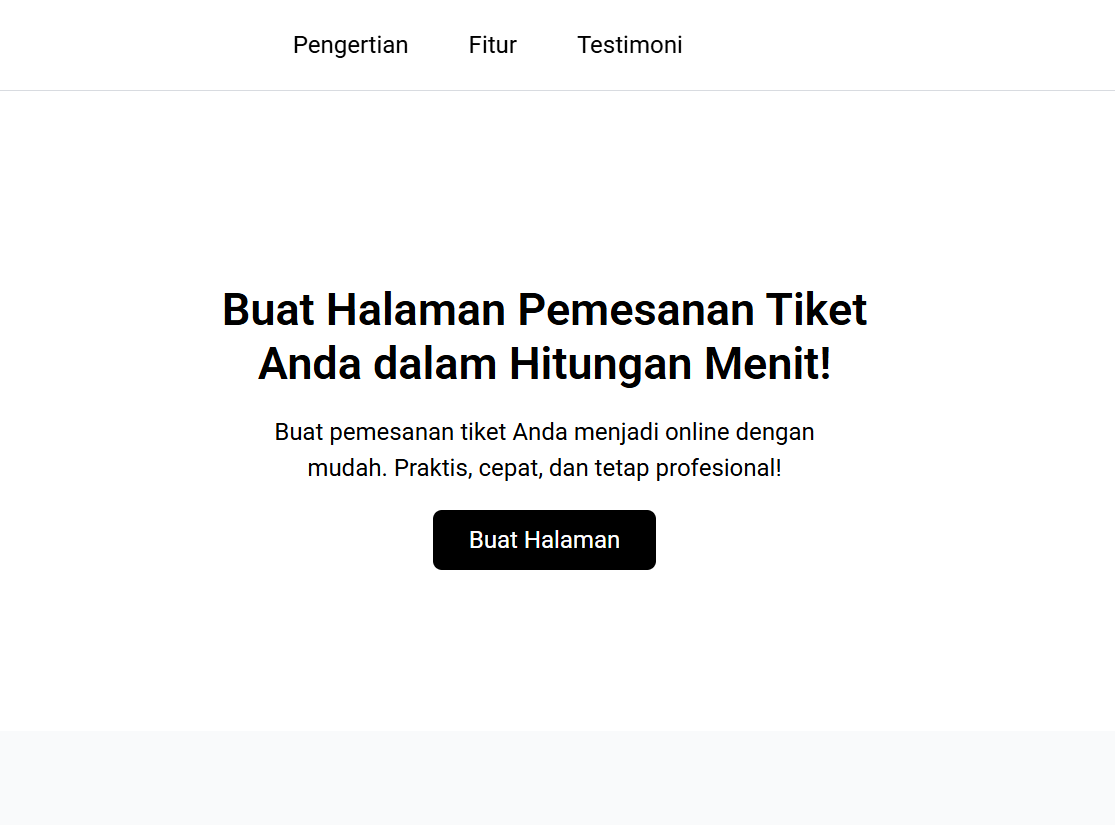 Pengertian Fitur Testimoni
Buat Halaman Pemesanan Tiket
Anda dalam Hitungan Menit!
Buat pemesanan tiket Anda menjadi online dengan
mudah. Praktis, cepat, dan tetap profesional!
Buat Halaman